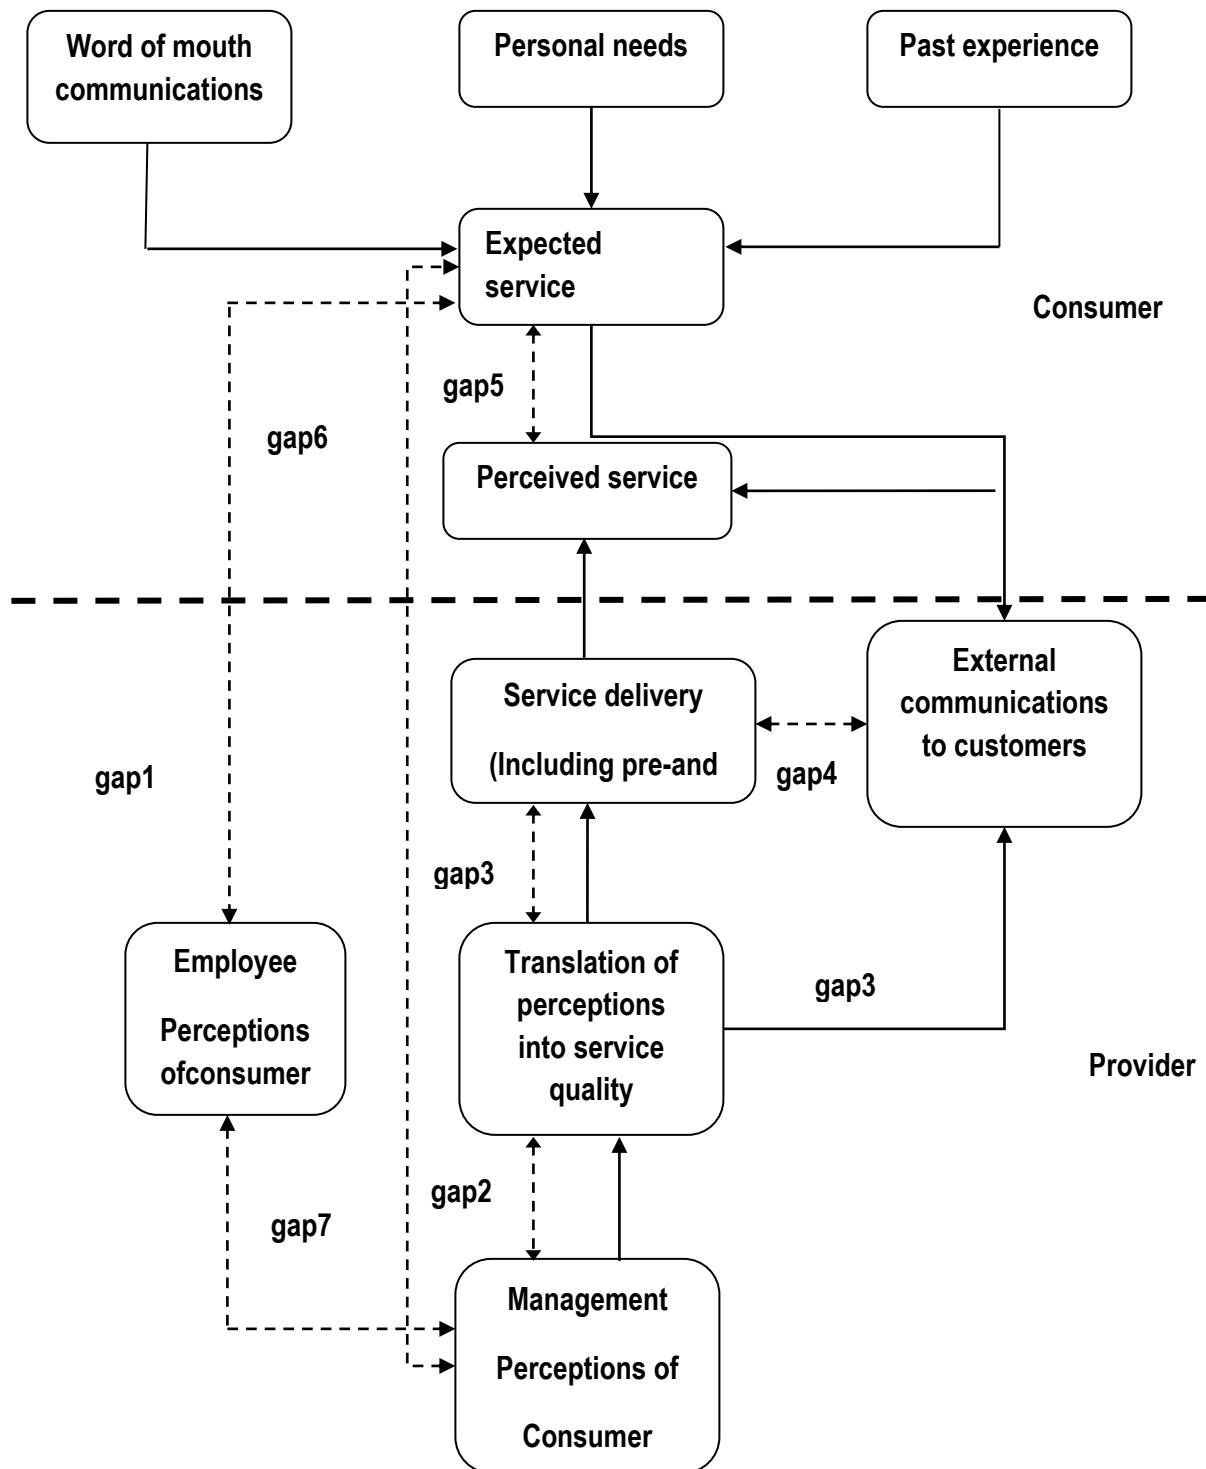 Word of mouth
communications
Personal needs
Past experience
Expected
service
Consumer
gap5
gap6
Perceived service
External
communications
to customers
Service delivery
(Including pre-and
gap4
gap1
gap3
Employee
Perceptions
ofconsumer
Translation of
perceptions
into service
quality
gap3
Provider
gap2
gap7
Management
Perceptions of
Consumer